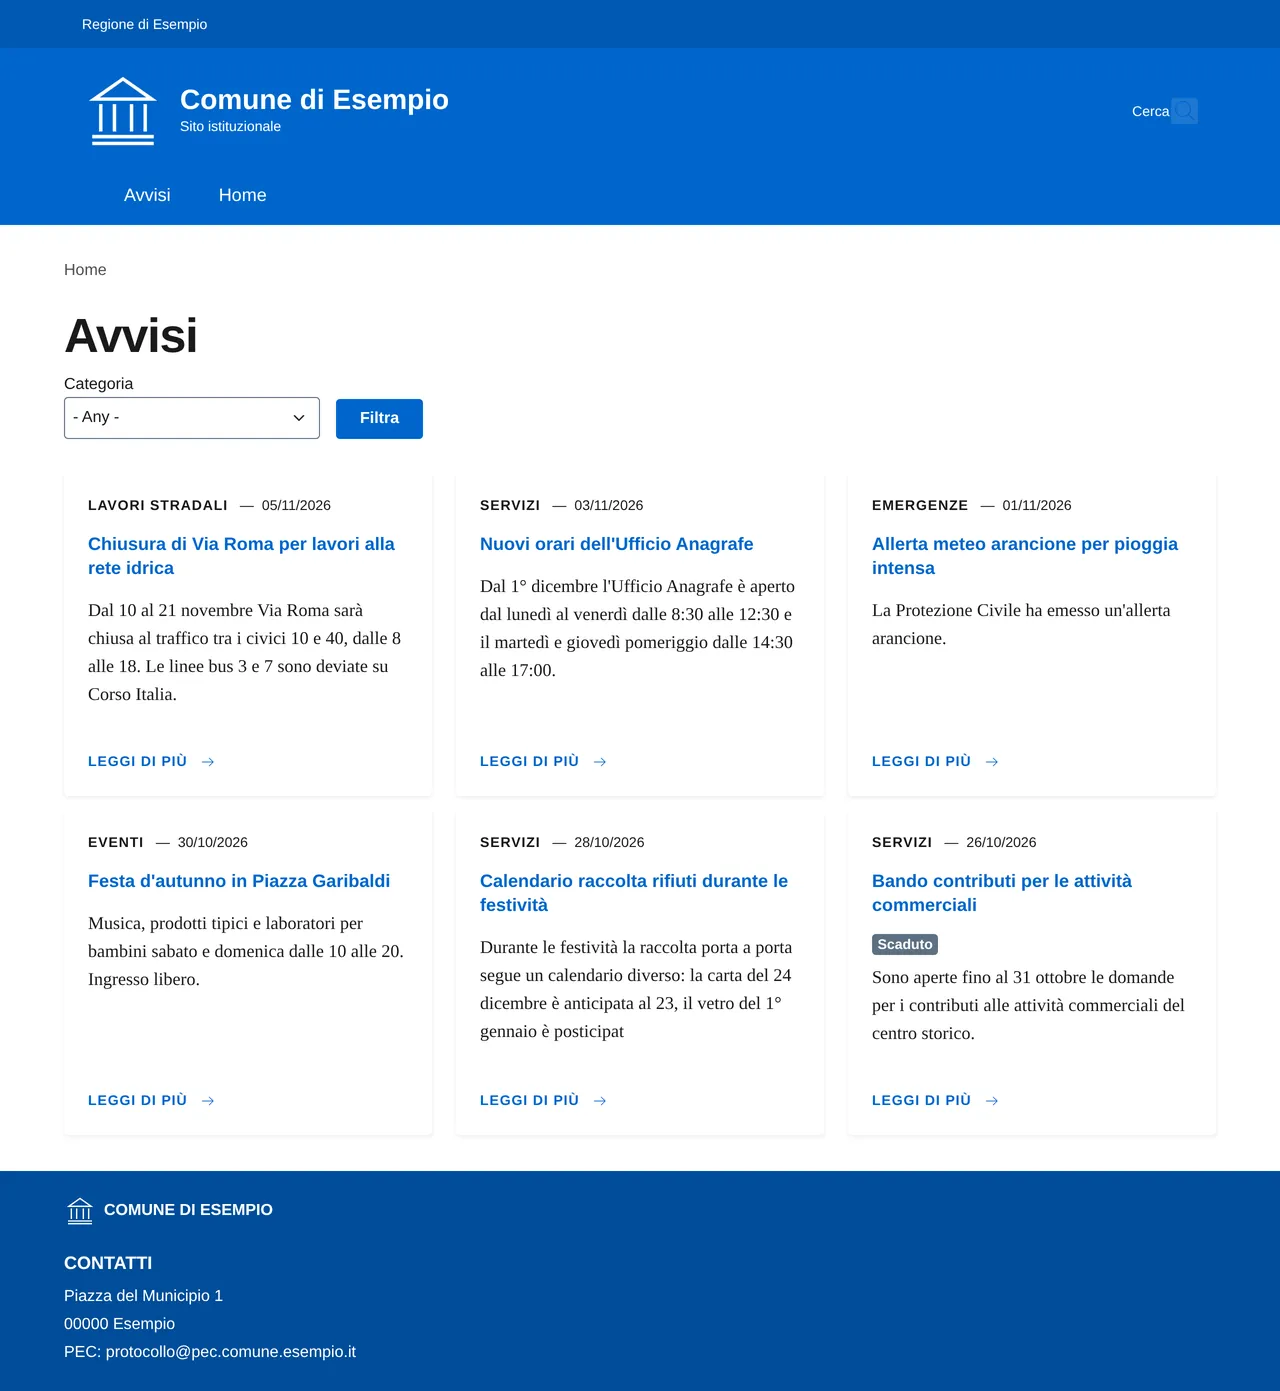 Regione di Esempio
Comune di Esempio
Sito istituzionale
Cerca
Avvisi Home
Home
Avvisi
Categoria
- Any -
Filtra
LAVORI STRADALI — 05/11/2026
Chiusura di Via Roma per lavori alla
rete idrica
Dal 10 al 21 novembre Via Roma sarà
chiusa al traffico tra i civici 10 e 40, dalle 8
alle 18. Le linee bus 3 e 7 sono deviate su
Corso Italia.
LEGGI DI PIÙ
SERVIZI — 03/11/2026
Nuovi orari dell'Ufficio Anagrafe
Dal 1° dicembre l'Ufficio Anagrafe è aperto
dal lunedì al venerdì dalle 8:30 alle 12:30 e
il martedì e giovedì pomeriggio dalle 14:30
alle 17:00.
LEGGI DI PIÙ
EMERGENZE — 01/11/2026
Allerta meteo arancione per pioggia
intensa
La Protezione Civile ha emesso un'allerta
arancione.
LEGGI DI PIÙ
EVENTI — 30/10/2026
Festa d'autunno in Piazza Garibaldi
Musica, prodotti tipici e laboratori per
bambini sabato e domenica dalle 10 alle 20.
Ingresso libero.
LEGGI DI PIÙ
SERVIZI — 28/10/2026
Calendario raccolta rifiuti durante le
festività
Durante le festività la raccolta porta a porta
segue un calendario diverso: la carta del 24
dicembre è anticipata al 23, il vetro del 1°
gennaio è posticipat
LEGGI DI PIÙ
SERVIZI — 26/10/2026
Bando contributi per le attività
commerciali
Scaduto
Sono aperte fino al 31 ottobre le domande
per i contributi alle attività commerciali del
centro storico.
LEGGI DI PIÙ
COMUNE DI ESEMPIO
CONTATTI
Piazza del Municipio 1
00000 Esempio
PEC: protocollo@pec.comune.esempio.it